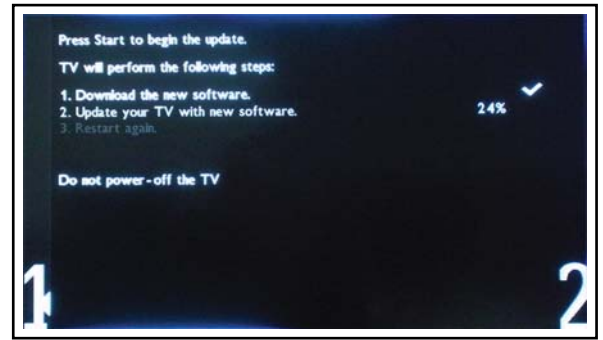 Press Start to begin the update.
TV will perform the following steps:
1. Download the new software.
2. Update your TV with new software.
24%
3. Restart again.
Do not power-off the TV
1
2